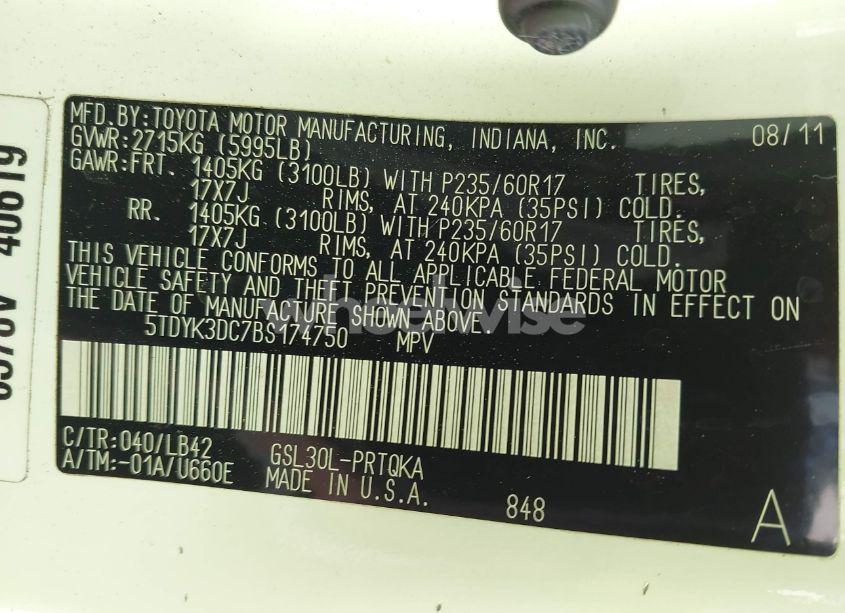 MFD.BY:TOYOTA MOTOR MANUFACTURING, INDIANA, INC. 08/11
GVWR:2715KG (5995LB)
GAWR:FRT. 1405KG (3100LB) WITH P235/60R17 TIRES,
17X7J RIMS, AT 240KPA (35PSI) COLD.
RR. 1405KG (3100LB) WITH P235/60R17 TIRES,
17X7J RIMS, AT 240KPA (35PSI) COLD.
THIS VEHICLE CONFORMS TO ALL APPLICABLE FEDERAL MOTOR
VEHICLE SAFETY AND THEFT PREVENTION STANDARDS IN EFFECT ON
THE DATE OF MANUFACTURE SHOWN ABOVE.
wheelwise
5TDYK3DC7BS174750 MPV
C/TR:040/LB42 GSL30L-PRTQKA
A/TM:-01A/U660E MADE IN U.S.A.
848 A